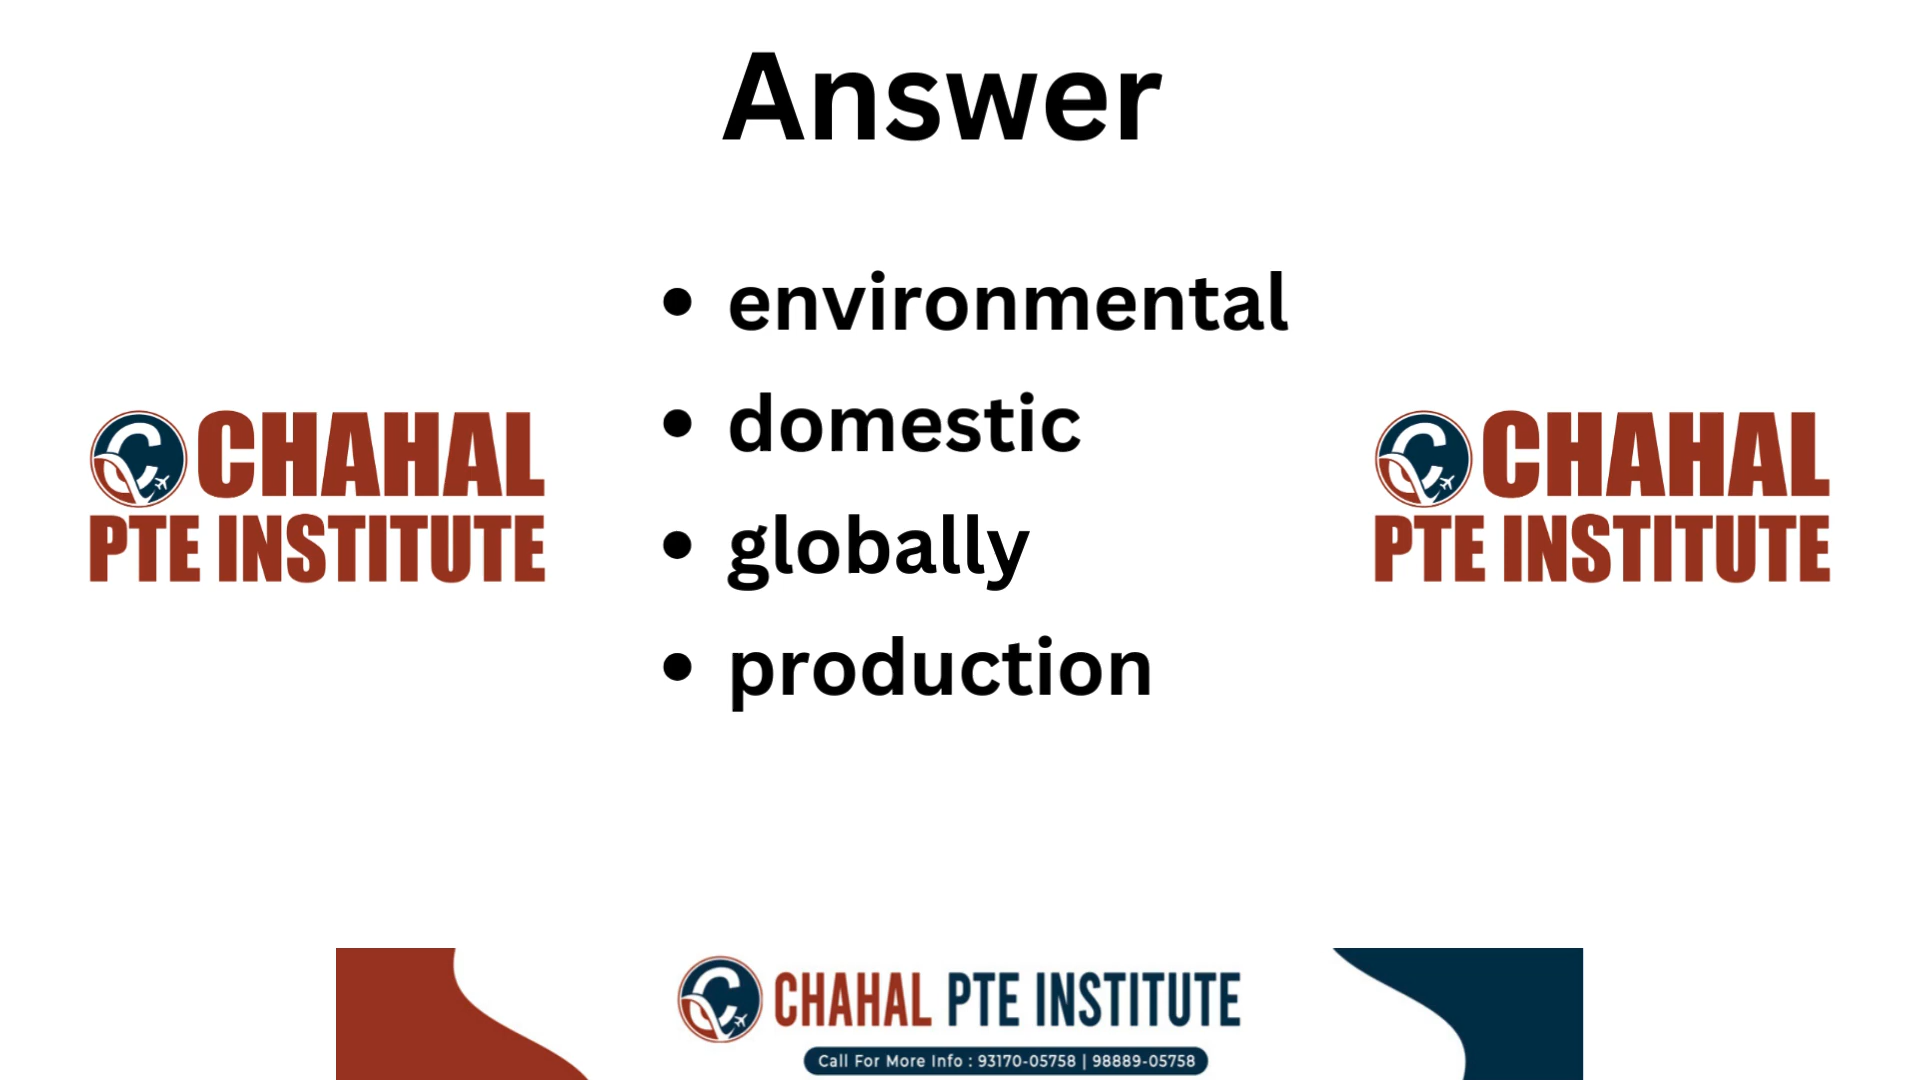 Answer
• environmental
• domestic
• globally
• production
CHAHAL
PTE INSTITUTE
CHAHAL
PTE INSTITUTE
CHAHAL PTE INSTITUTE
Call For More Info : 93170-05758 | 98889-05758